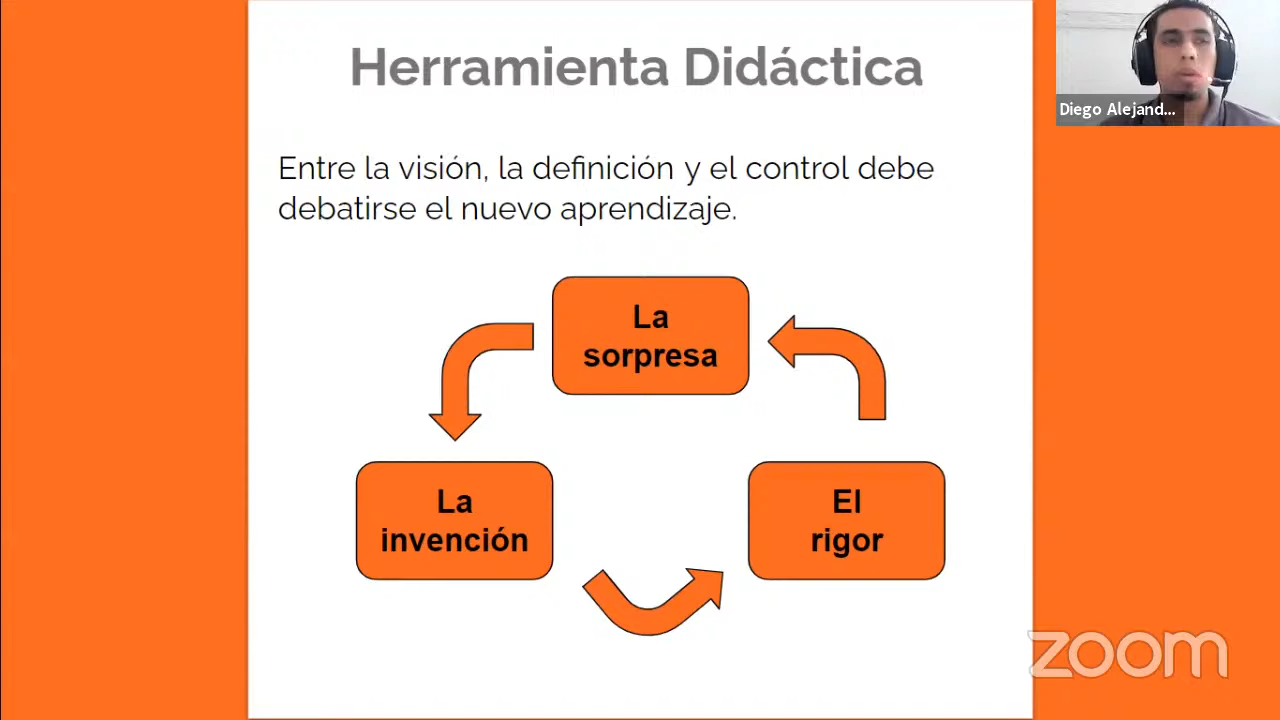 Herramienta Didáctica
Diego Alejand...
Entre la visión, la definición y el control debe
debatirse el nuevo aprendizaje.
La
sorpresa
La
invención
El
rigor
zoom